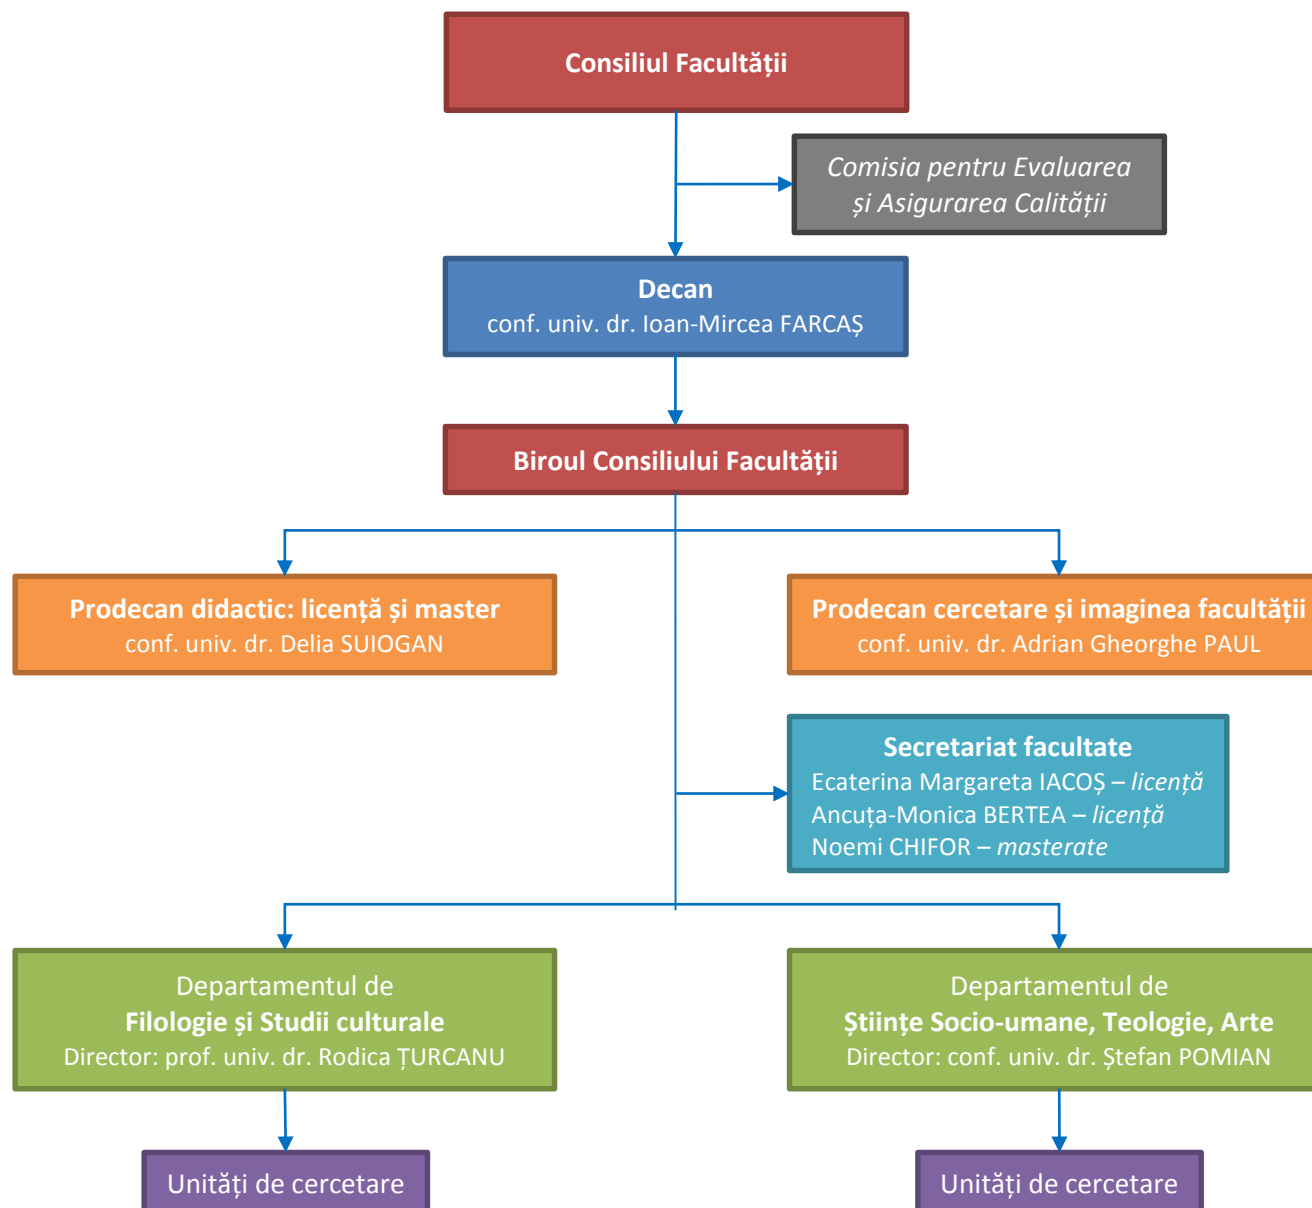 Consiliul Facultății
Comisia pentru Evaluarea
și Asigurarea Calității
Decan
conf. univ. dr. Ioan-Mircea FARCAȘ
Biroul Consiliului Facultății
Prodecan didactic: licență și master
conf. univ. dr. Delia SUIOGAN
Prodecan cercetare și imaginea facultății
conf. univ. dr. Adrian Gheorghe PAUL
Secretariat facultate
Ecaterina Margareta IACOȘ – licență
Ancuța-Monica BERTEA – licență
Noemi CHIFOR – masterate
Departamentul de
Filologie și Studii culturale
Director: prof. univ. dr. Rodica ȚURCANU
Departamentul de
Științe Socio-umane, Teologie, Arte
Director: conf. univ. dr. Ștefan POMIAN
Unități de cercetare
Unități de cercetare